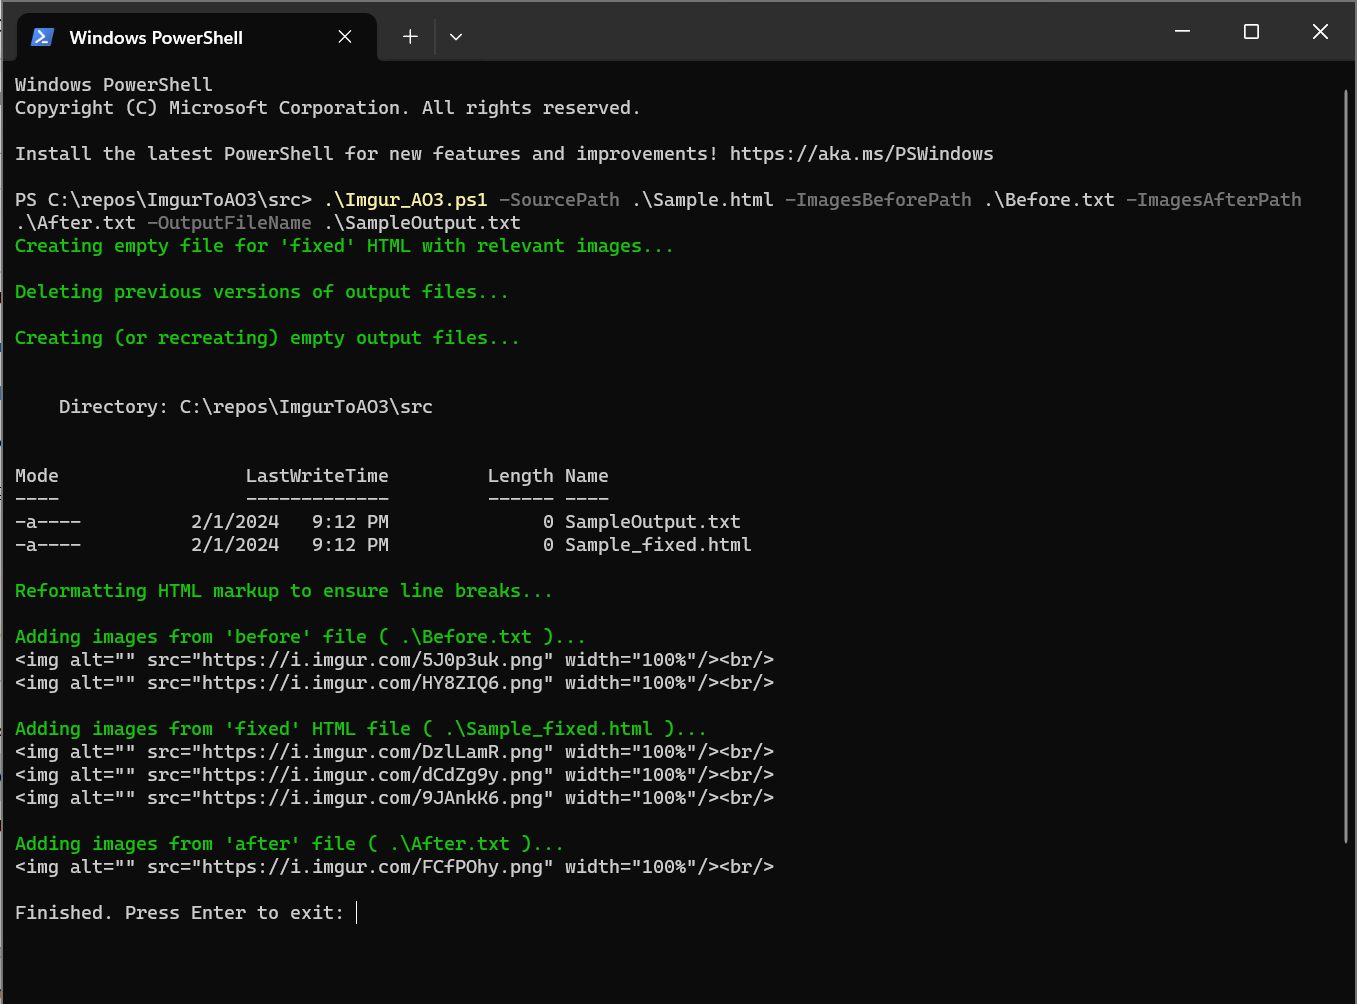 Windows PowerShell
Windows PowerShell
Copyright (C) Microsoft Corporation. All rights reserved.
Install the latest PowerShell for new features and improvements! https://aka.ms/PSWindows
PS C:\repos\ImgurToAO3\src> .\Imgur_AO3.ps1 -SourcePath .\Sample.html -ImagesBeforePath .\Before.txt -ImagesAfterPath
.\After.txt -OutputFileName .\SampleOutput.txt
Creating empty file for 'fixed' HTML with relevant images...
Deleting previous versions of output files...
Creating (or recreating) empty output files...
    Directory: C:\repos\ImgurToAO3\src
Mode                 LastWriteTime         Length Name
----                 -------------         ------ ----
-a----          2/1/2024   9:12 PM              0 SampleOutput.txt
-a----          2/1/2024   9:12 PM              0 Sample_fixed.html
Reformatting HTML markup to ensure line breaks...
Adding images from 'before' file ( .\Before.txt )...
<img alt="" src="https://i.imgur.com/5J0p3uk.png" width="100%"/><br/>
<img alt="" src="https://i.imgur.com/HY8ZIQ6.png" width="100%"/><br/>
Adding images from 'fixed' HTML file ( .\Sample_fixed.html )...
<img alt="" src="https://i.imgur.com/DzlLamR.png" width="100%"/><br/>
<img alt="" src="https://i.imgur.com/dCdZg9y.png" width="100%"/><br/>
<img alt="" src="https://i.imgur.com/9JAnkK6.png" width="100%"/><br/>
Adding images from 'after' file ( .\After.txt )...
<img alt="" src="https://i.imgur.com/FCfPOhy.png" width="100%"/><br/>
Finished. Press Enter to exit: